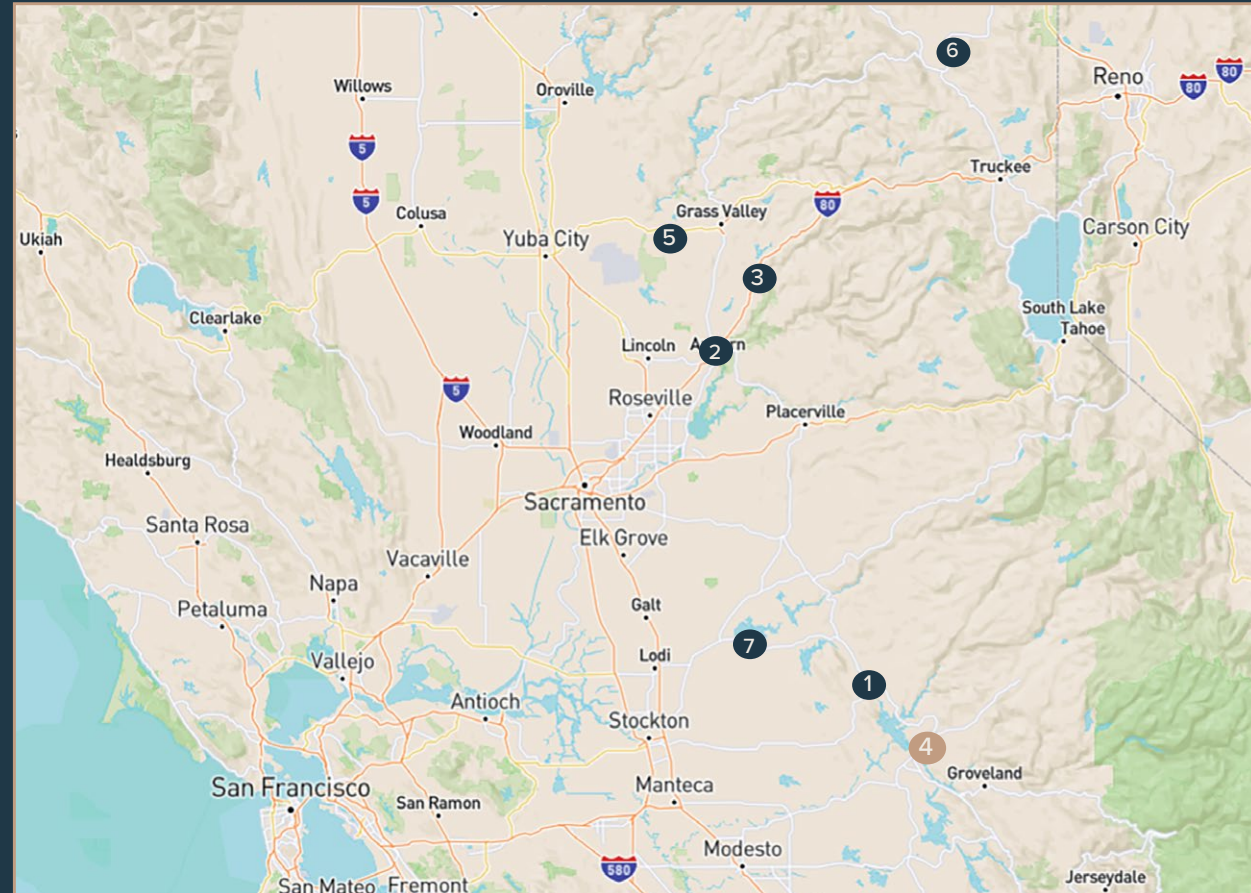 6
Reno
80
80
Willows
Oroville
5
Truckee
5
80
Colusa
Grass Valley
Ukiah
Yuba City
5
Carson City
3
Clearlake
South Lake
Tahoe
Lincoln
2
5
Roseville
Placerville
Woodland
Healdsburg
Sacramento
Santa Rosa
Elk Grove
Vacaville
Napa
Petaluma
Galt
7
Lodi
Vallejo
1
Antioch
Stockton
4
Groveland
San Francisco
Manteca
San Ramon
Modesto
580
Jerseydale
San Mateo
Fremont